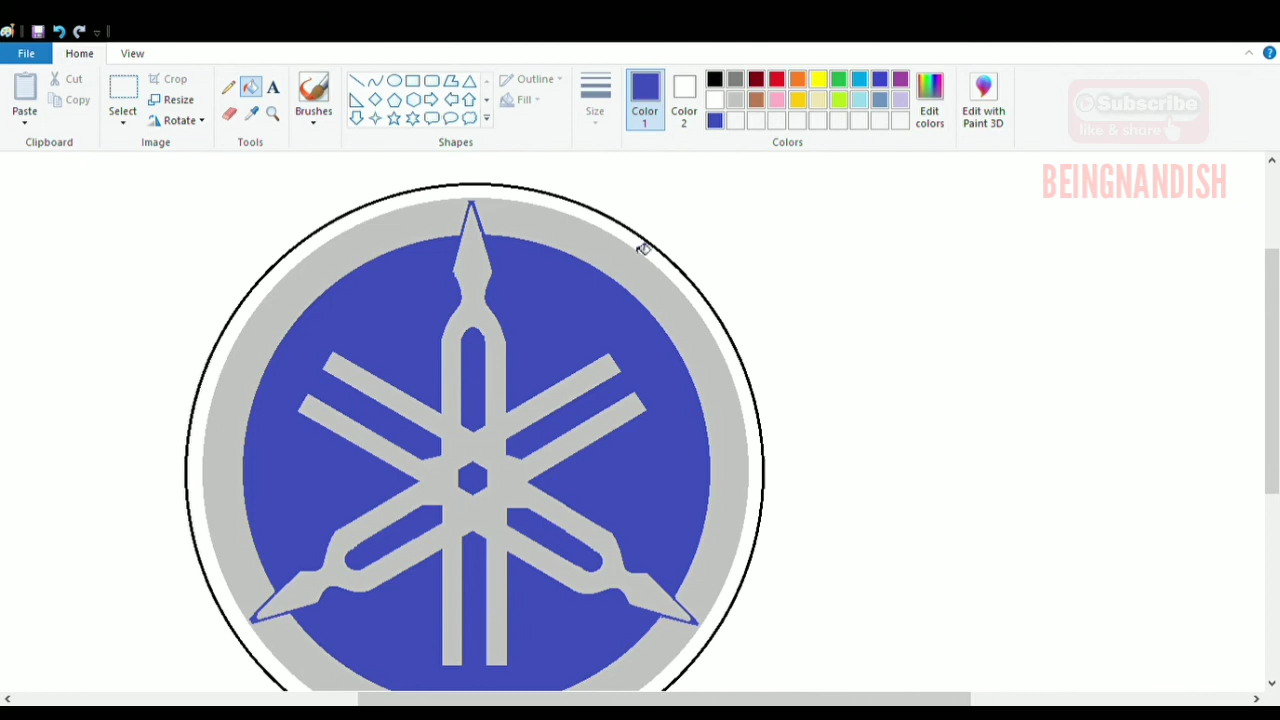 File Home View
Paste
Cut
Copy
Clipboard
Select
Crop
Resize
Rotate
Image
A
Tools
Brushes
Shapes
Outline
Fill
Size
Color 1
Color 2
Edit colors
Colors
Edit with Paint 3D
Subscribe
like & share
BEINGNANDISH